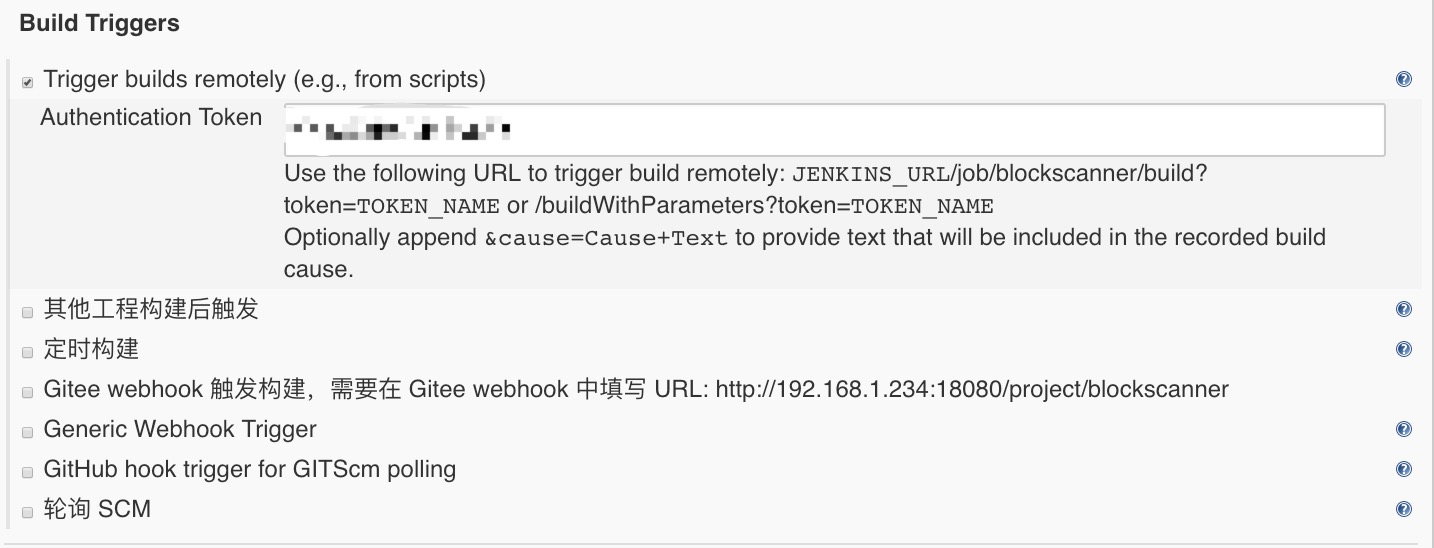 Build Triggers
Trigger builds remotely (e.g., from scripts)
Authentication Token
Use the following URL to trigger build remotely: JENKINS_URL/job/blockscanner/build?
token=TOKEN_NAME or /buildWithParameters?token=TOKEN_NAME
Optionally append &cause=Cause+Text to provide text that will be included in the recorded build
cause.
其他工程构建后触发
定时构建
Gitee webhook 触发构建，需要在 Gitee webhook 中填写 URL: http://192.168.1.234:18080/project/blockscanner
Generic Webhook Trigger
GitHub hook trigger for GITScm polling
轮询 SCM